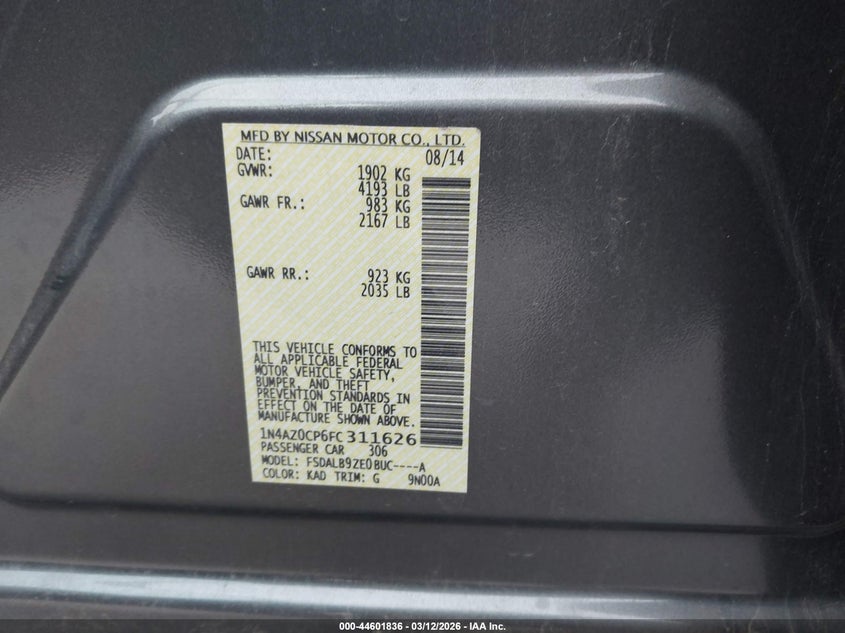 MFD BY NISSAN MOTOR CO., LTD.
DATE: 08/14
GVWR: 1902 KG
4193 LB
GAWR FR.: 983 KG
2167 LB
GAWR RR.: 923 KG
2035 LB
THIS VEHICLE CONFORMS TO
ALL APPLICABLE FEDERAL
MOTOR VEHICLE SAFETY,
BUMPER, AND THEFT
PREVENTION STANDARDS IN
EFFECT ON THE DATE OF
MANUFACTURE SHOWN ABOVE.
1N4AZ0CP6FC311626
PASSENGER CAR 306
MODEL: FSDALB9ZE0BUC----A
COLOR: KAD TRIM: G 9N00A
000-44601836 - 03/12/2026 - IAA Inc.